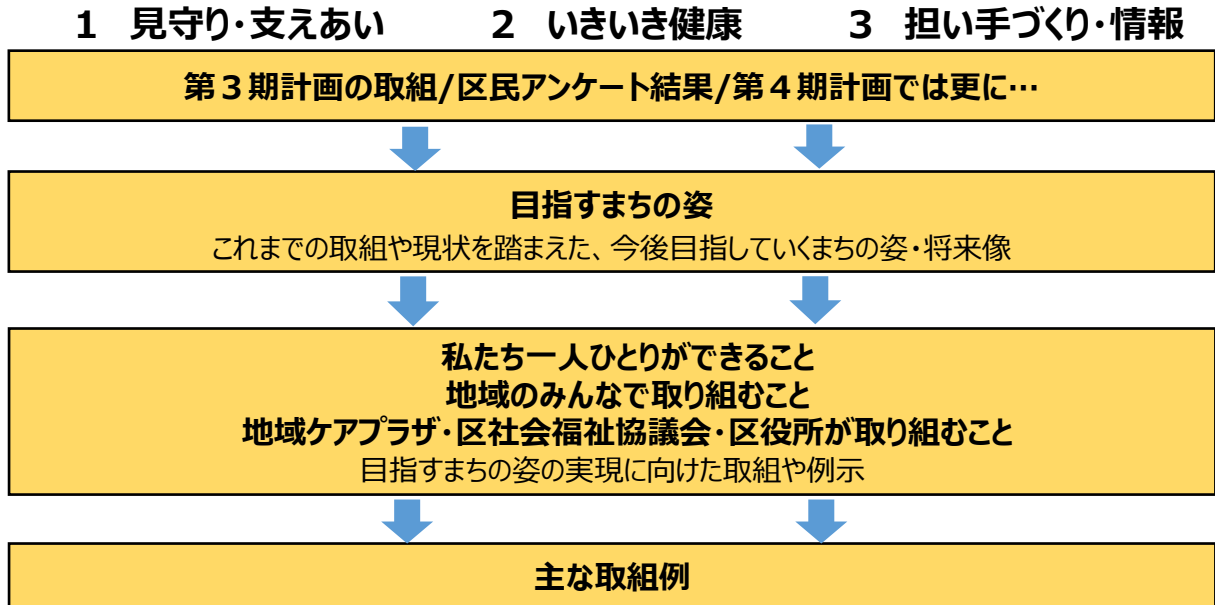 1 見守り・支えあい 2 いきいき健康 3 担い手づくり・情報
第３期計画の取組/区民アンケート結果/第４期計画では更に…
目指すまちの姿
これまでの取組や現状を踏まえた、今後目指していくまちの姿・将来像
私たち一人ひとりができること
地域のみんなで取り組むこと
地域ケアプラザ・区社会福祉協議会・区役所が取り組むこと
目指すまちの姿の実現に向けた取組や例示
主な取組例